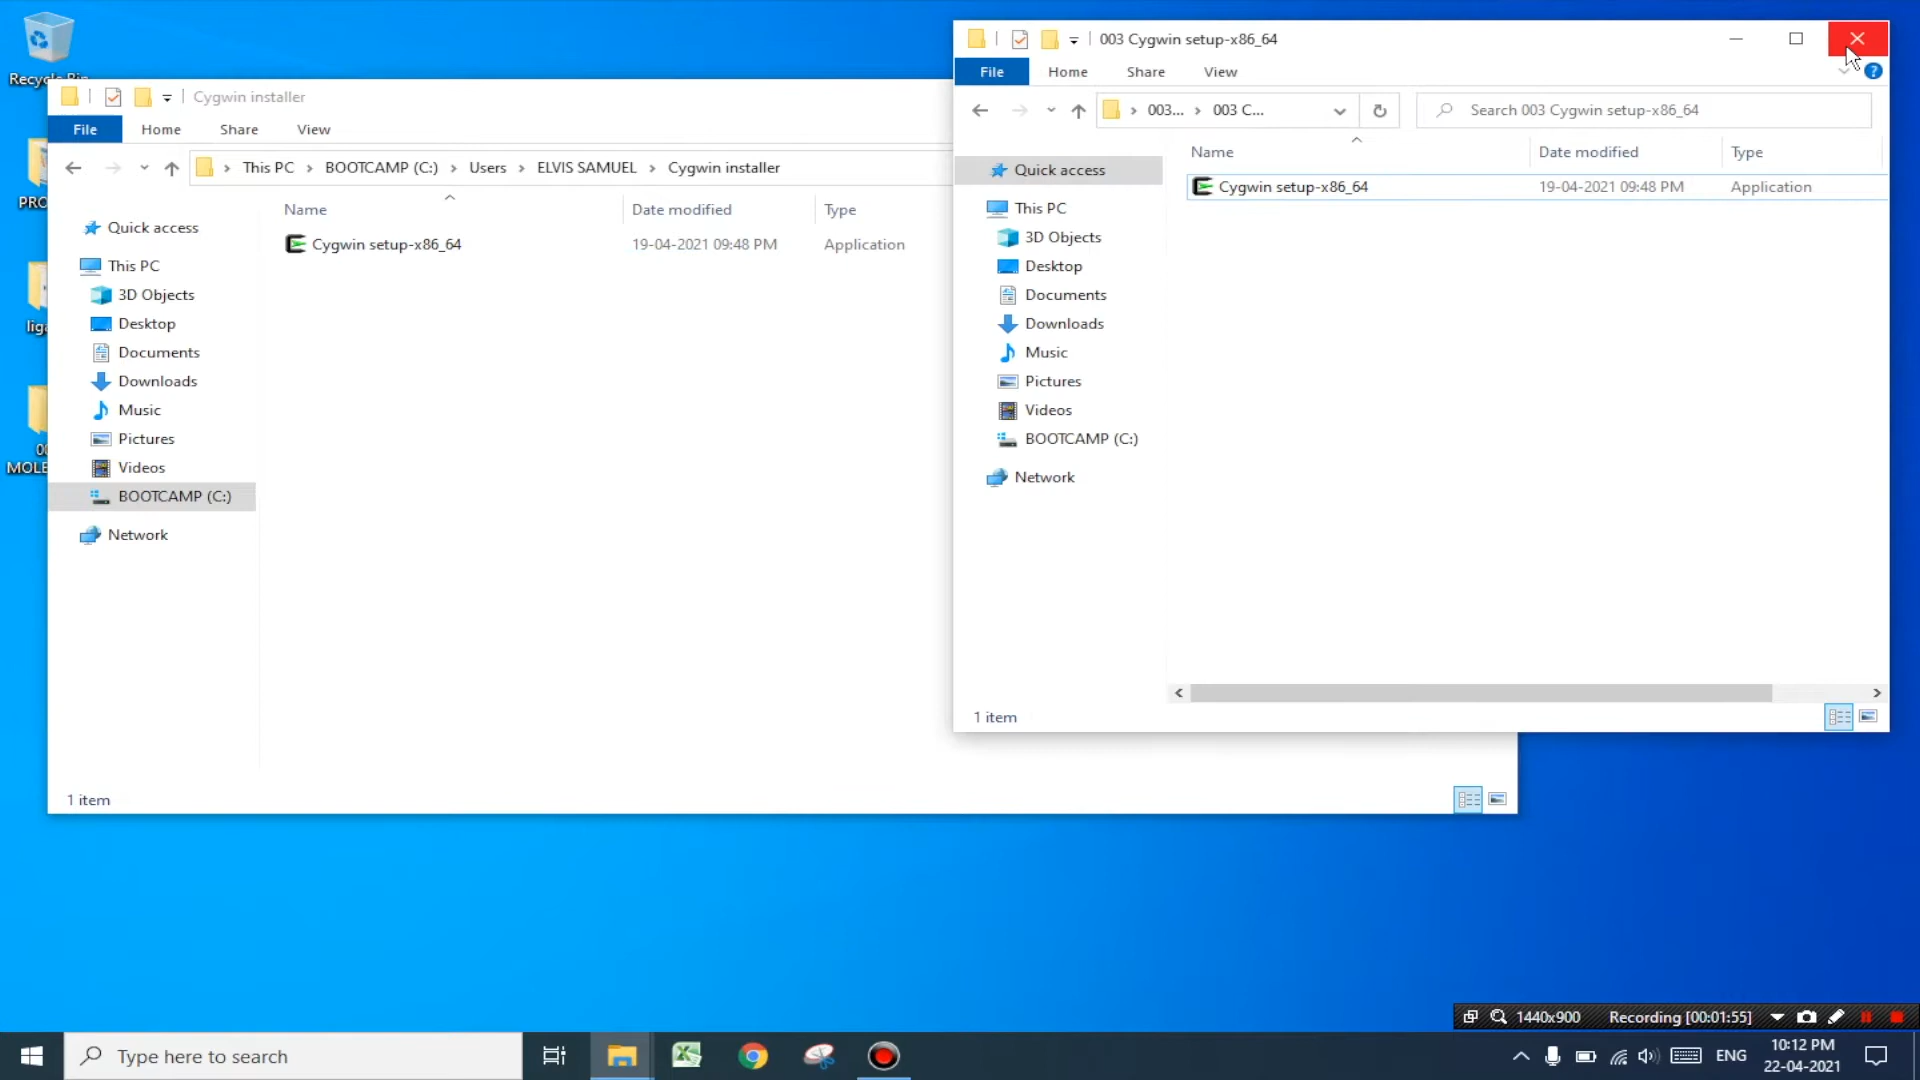 Recycle Bin
PRO
liga
00
MOLE
Cygwin installer
File Home Share View
This PC BOOTCAMP (C:) Users ELVIS SAMUEL Cygwin installer
Name Date modified Type
Cygwin setup-x86_64 19-04-2021 09:48 PM Application
Quick access
This PC
3D Objects
Desktop
Documents
Downloads
Music
Pictures
Videos
BOOTCAMP (C:)
Network
1 item
003 Cygwin setup-x86_64
File Home Share View
003... 003 C... Search 003 Cygwin setup-x86_64
Name Date modified Type
Cygwin setup-x86_64 19-04-2021 09:48 PM Application
Quick access
This PC
3D Objects
Desktop
Documents
Downloads
Music
Pictures
Videos
BOOTCAMP (C:)
Network
1 item
1440x900 Recording [00:01:55]
Type here to search
ENG
10:12 PM
22-04-2021